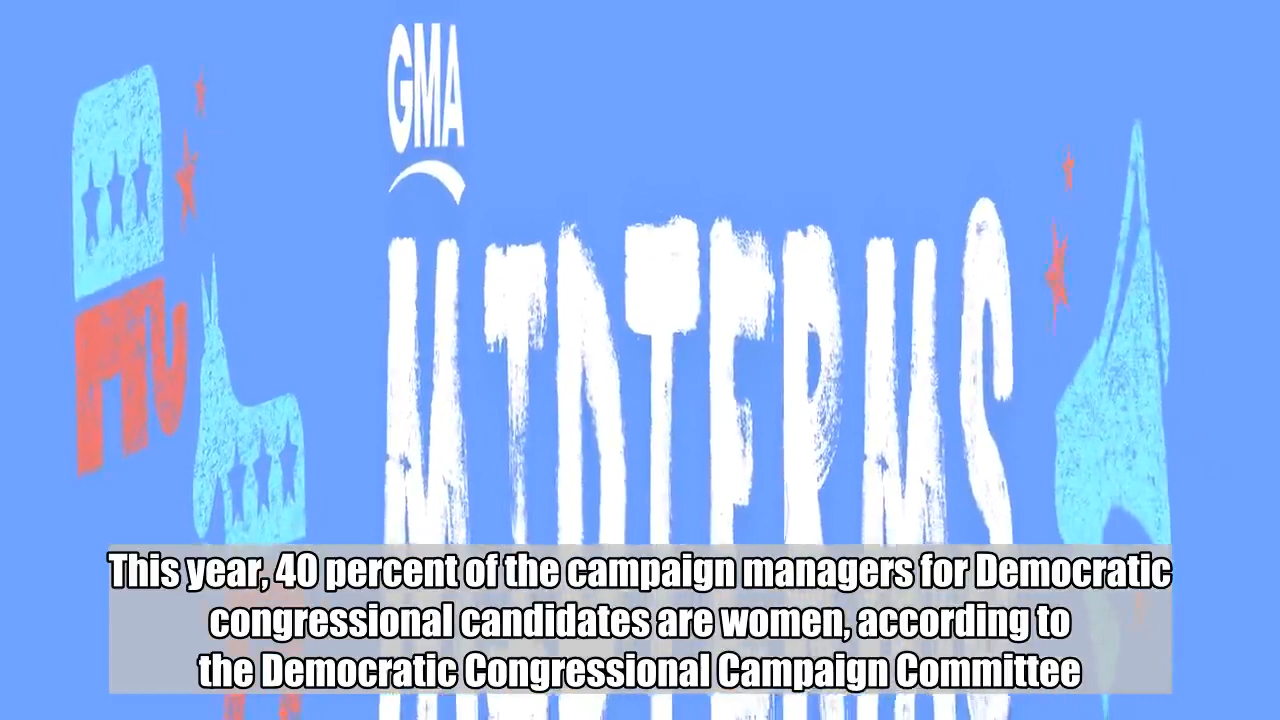 GMA
MIDTERMS
This year, 40 percent of the campaign managers for Democratic
congressional candidates are women, according to
the Democratic Congressional Campaign Committee